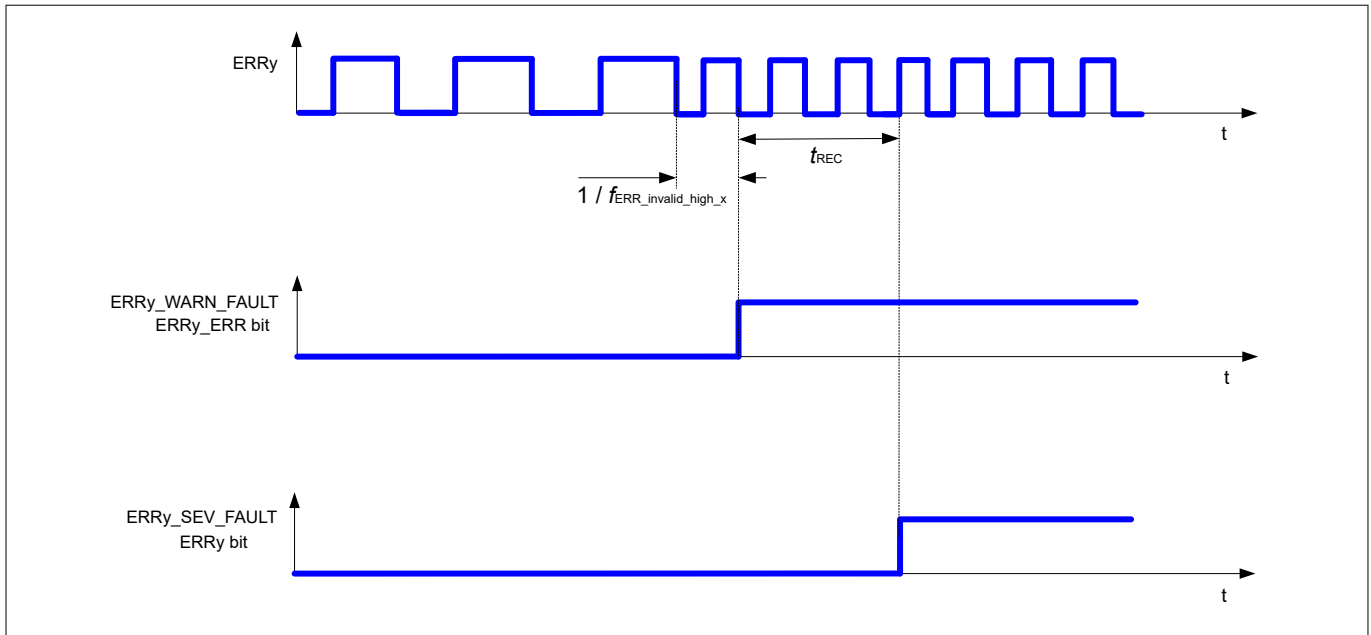 ERRy
t
tREC
1 / fERR_invalid_high_x
ERRy_WARN_FAULT
ERRy_ERR bit
t
ERRy_SEV_FAULT
ERRy bit
t